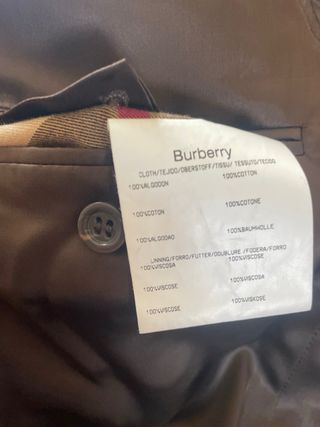 Burberry
CLOTH/TEJIDO/OBERSTOFF/TISSU/ TESSUTO/TECIDO
100%ALGODON 100%COTTON
100%COTON 100%COTONE
100%ALGODAO 100%BAUMWOLLE
LINNING/FORRO/FUTTER/DOUBLURE /FODERA/FORRO
100%VISCOSA 100%VISCOSE
100%VISCOSE 100%VISCOSA
100%VISCOSE 100%VISKOSE